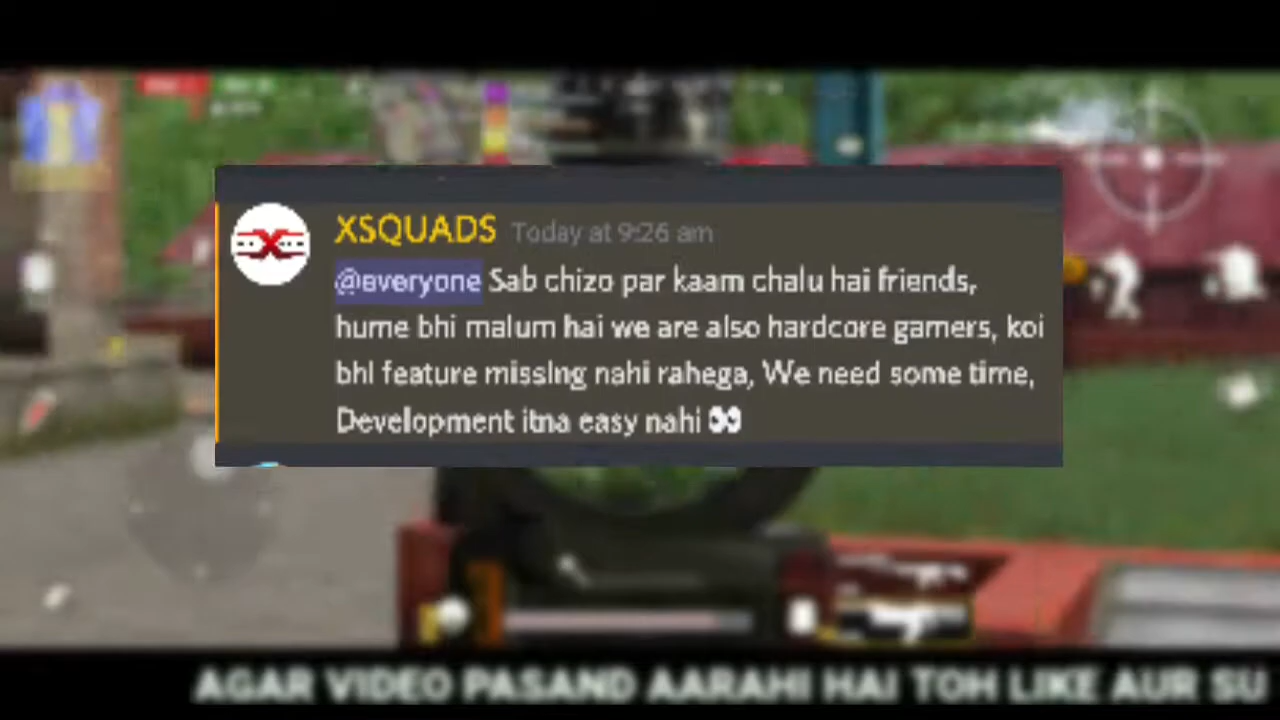 XSQUADS Today at 9:26 am
@everyone Sab chizo par kaam chalu hai friends,
hume bhi malum hai we are also hardcore gamers, koi
bhi feature missing nahi rahega, We need some time,
Development itna easy nahi 👀
AGAR VIDEO PASAND AARAHI HAI TOH LIKE AUR SU